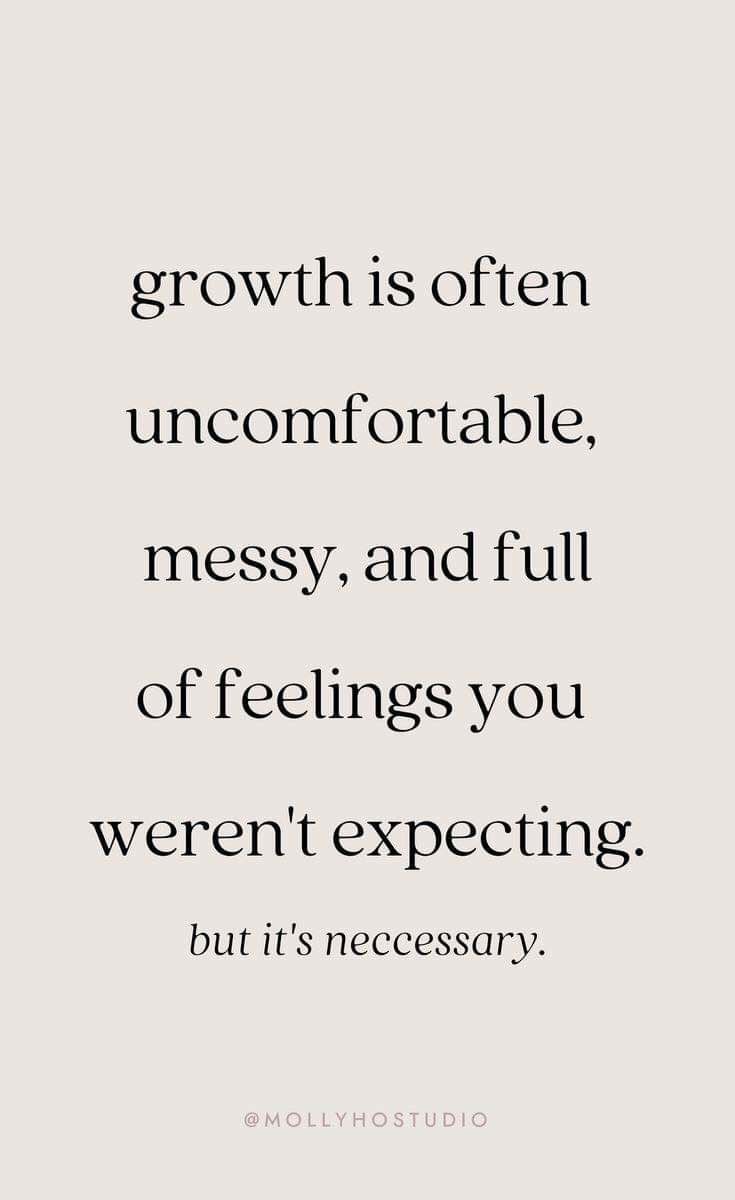 growth is often
uncomfortable,
messy, and full
of feelings you
weren't expecting.
but it's neccessary.
@MOLLYHOSTUDIO